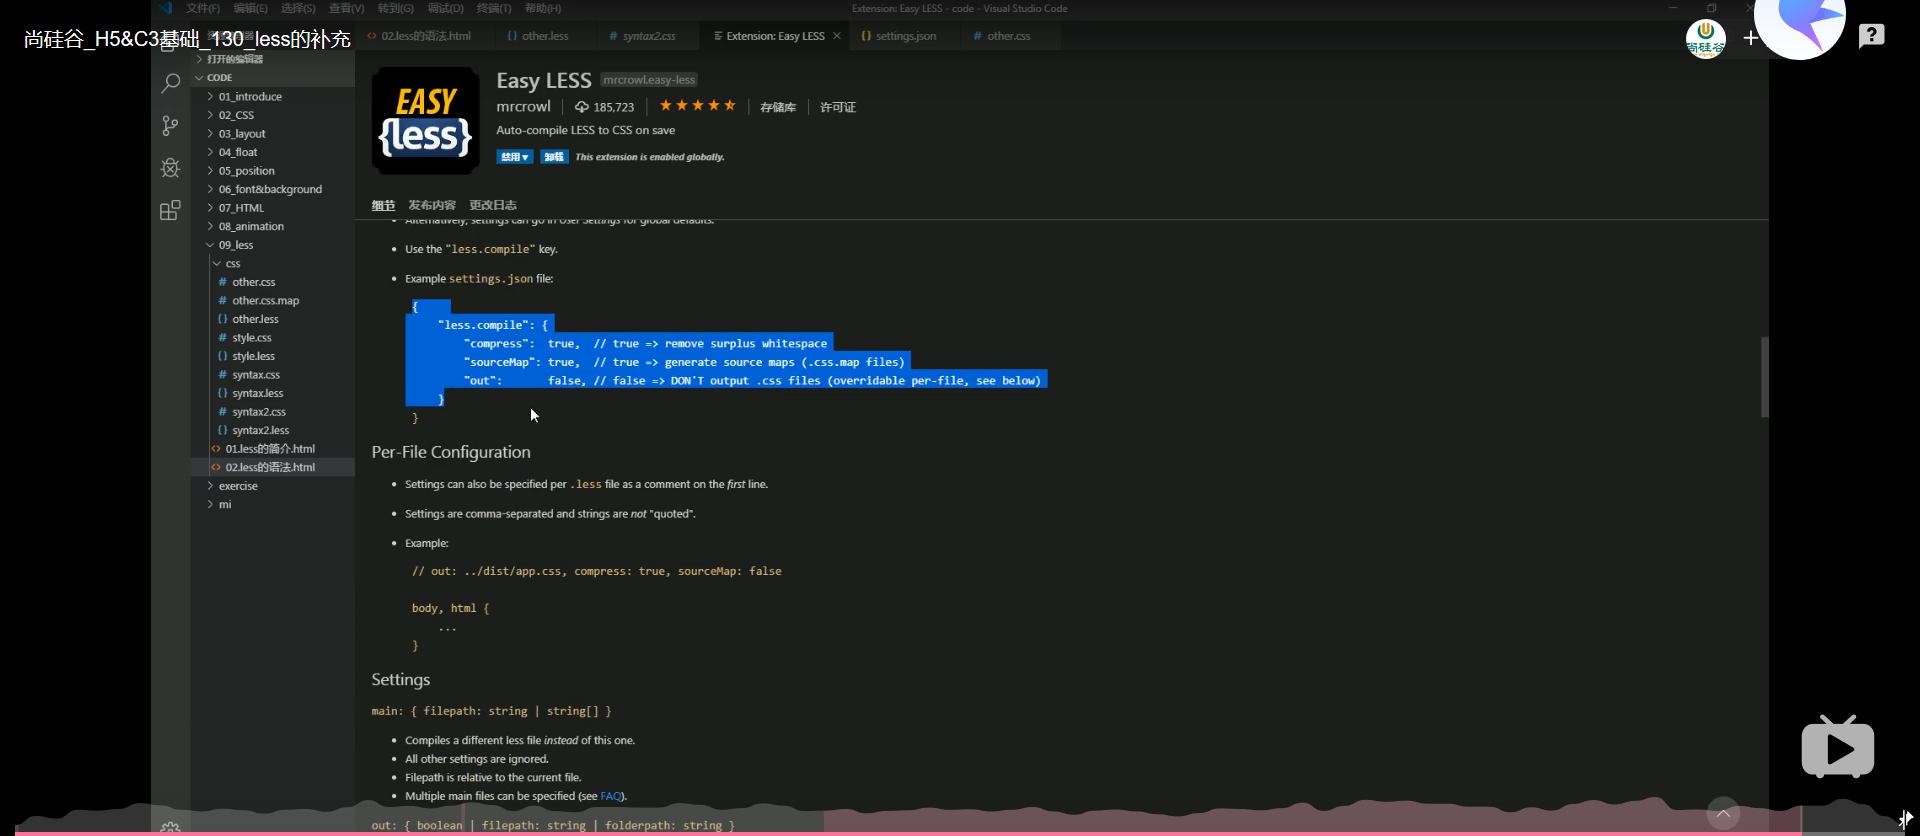 文件(F) 编辑(E) 选择(S) 查看(V) 转到(G) 调试(D) 终端(T) 帮助(H)
Extension: Easy LESS - code - Visual Studio Code
尚硅谷_H5&C3基础_130_less的补充
02.less的语法.html
other.less
syntax2.css
Extension: Easy LESS
settings.json
other.css
尚硅谷
打开的编辑器
CODE
01_introduce
02_CSS
03_layout
04_float
05_position
06_font&background
07_HTML
08_animation
09_less
css
other.css
other.css.map
other.less
style.css
style.less
syntax.css
syntax.less
syntax2.css
syntax2.less
01.less的简介.html
02.less的语法.html
exercise
mi
EASY
{less}
Easy LESS mrcrowl.easy-less
mrcrowl 185,723 存储库 许可证
Auto-compile LESS to CSS on save
禁用 卸载 This extension is enabled globally.
细节 发布内容 更改日志
Alternatively, settings can go in User Settings for global defaults.
Use the "less.compile" key.
Example settings.json file:
{
"less.compile": {
"compress": true, // true => remove surplus whitespace
"sourceMap": true, // true => generate source maps (.css.map files)
"out": false, // false => DON'T output .css files (overridable per-file, see below)
}
}
Per-File Configuration
Settings can also be specified per .less file as a comment on the first line.
Settings are comma-separated and strings are not "quoted".
Example:
// out: ../dist/app.css, compress: true, sourceMap: false
body, html {
...
}
Settings
main: { filepath: string | string[] }
Compiles a different less file instead of this one.
All other settings are ignored.
Filepath is relative to the current file.
Multiple main files can be specified (see FAQ).
out: { boolean | filepath: string | folderpath: string }